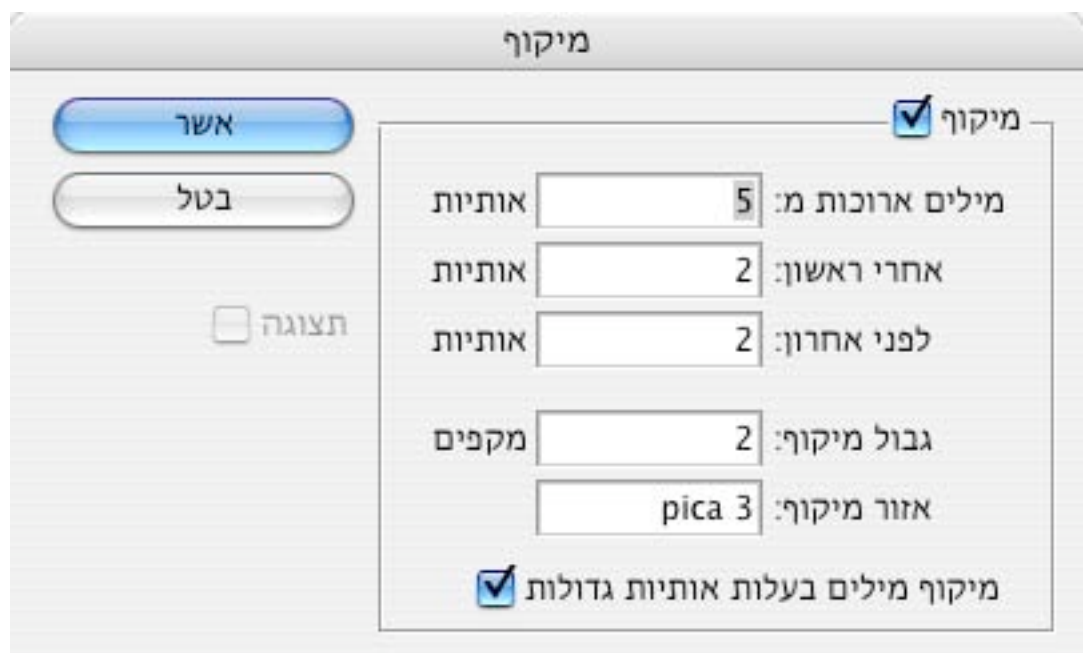 מיקוף
מיקוף
מילים ארוכות מ: 5 אותיות
אחרי ראשון: 2 אותיות
לפני אחרון: 2 אותיות
גבול מיקוף: 2 מקפים
אזור מיקוף: 3 pica
מיקוף מילים בעלות אותיות גדולות
אשר
בטל
תצוגה